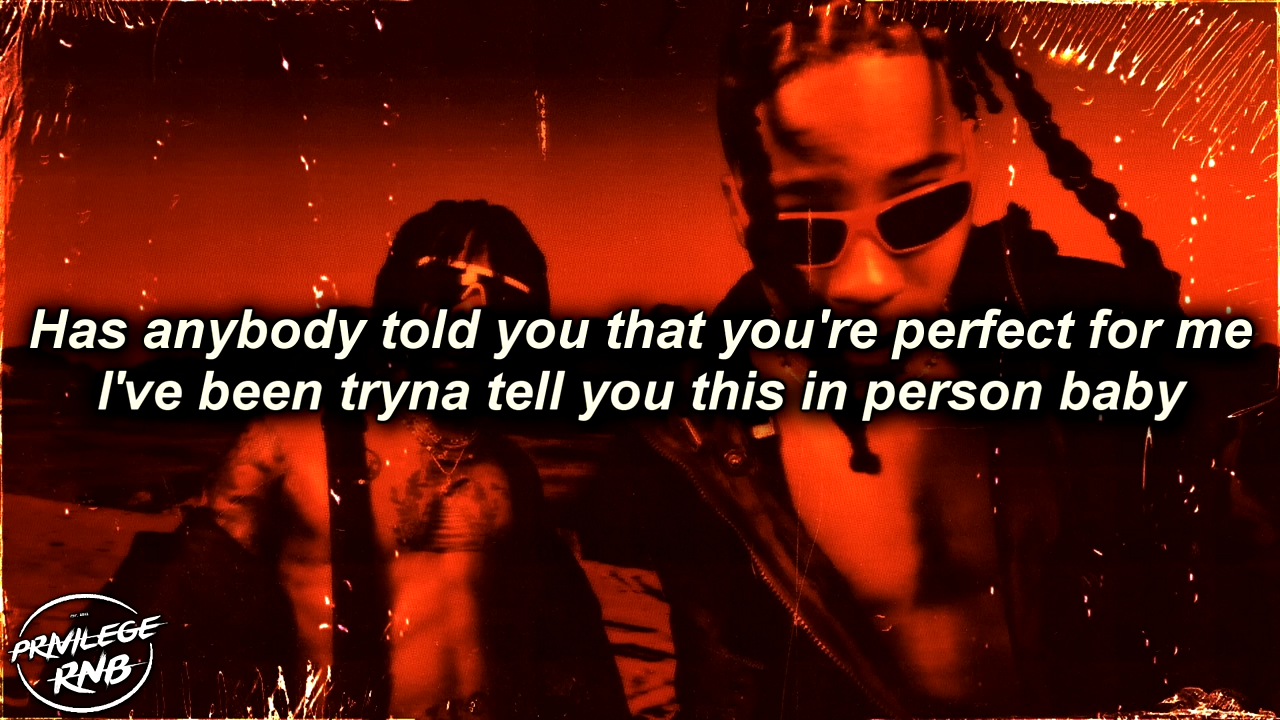 Has anybody told you that you're perfect for me
I've been tryna tell you this in person baby
PRIVILEGE
RNB